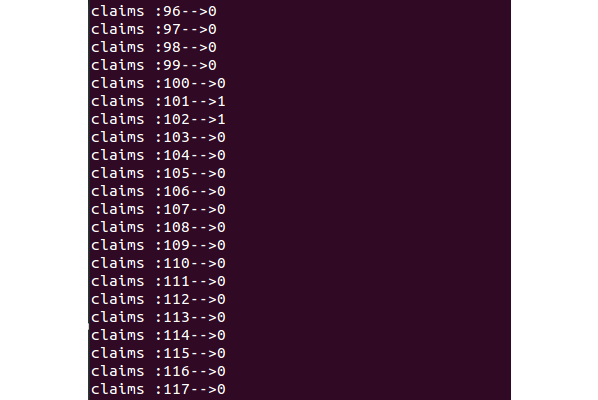 claims :96-->0
claims :97-->0
claims :98-->0
claims :99-->0
claims :100-->0
claims :101-->1
claims :102-->1
claims :103-->0
claims :104-->0
claims :105-->0
claims :106-->0
claims :107-->0
claims :108-->0
claims :109-->0
claims :110-->0
claims :111-->0
claims :112-->0
claims :113-->0
claims :114-->0
claims :115-->0
claims :116-->0
claims :117-->0